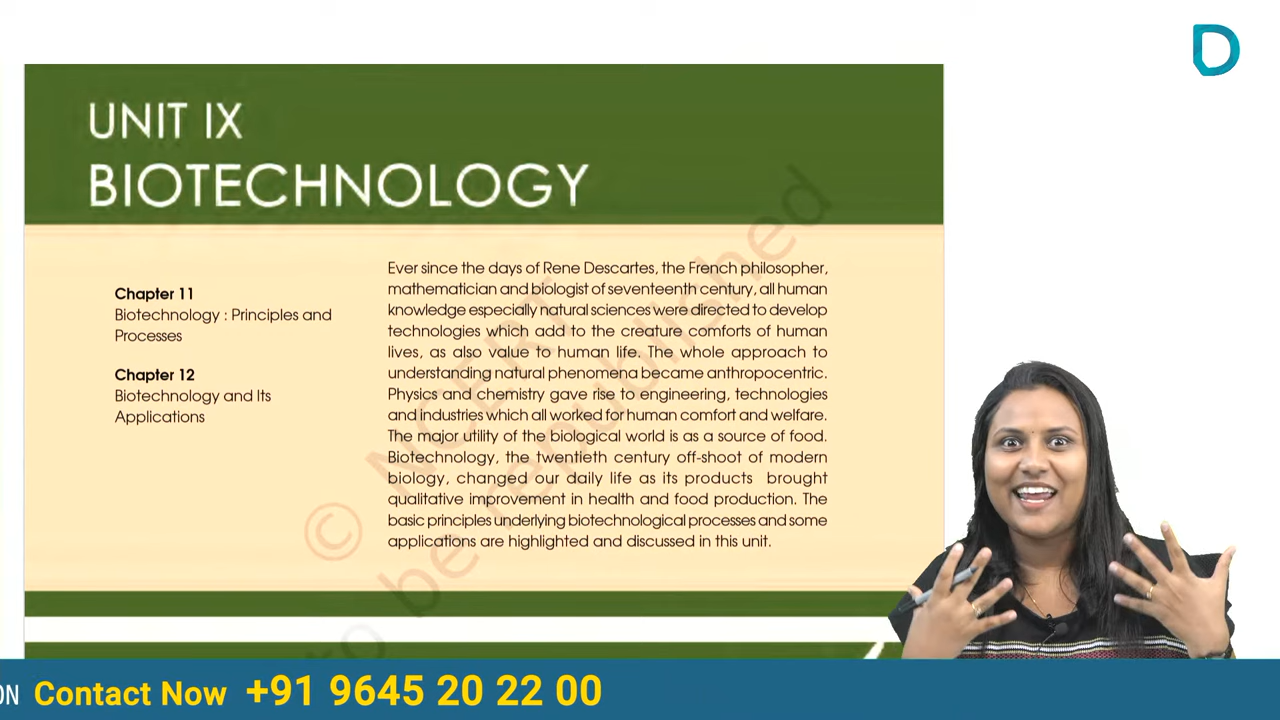 D
UNIT IX
BIOTECHNOLOGY
Chapter 11
Biotechnology : Principles and
Processes
Chapter 12
Biotechnology and Its
Applications
Ever since the days of Rene Descartes, the French philosopher,
mathematician and biologist of seventeenth century, all human
knowledge especially natural sciences were directed to develop
technologies which add to the creature comforts of human
lives, as also value to human life. The whole approach to
understanding natural phenomena became anthropocentric.
Physics and chemistry gave rise to engineering, technologies
and industries which all worked for human comfort and welfare.
The major utility of the biological world is as a source of food.
Biotechnology, the twentieth century off-shoot of modern
biology, changed our daily life as its products brought
qualitative improvement in health and food production. The
basic principles underlying biotechnological processes and some
applications are highlighted and discussed in this unit.
© NCERT
to be republished
ON Contact Now +91 9645 20 22 00